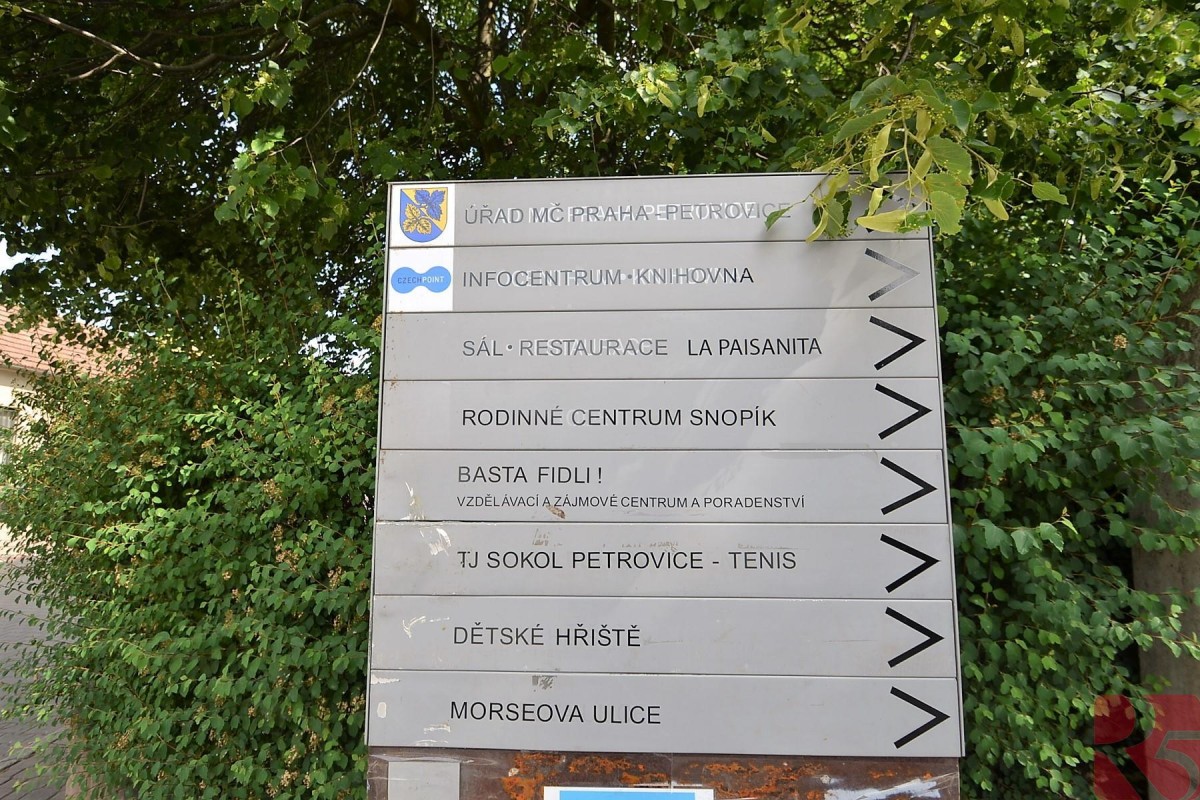 ÚŘAD MČ PRAHA-PETROVICE
CZECH POINT
INFOCENTRUM·KNIHOVNA
SÁL· RESTAURACE LA PAISANITA
RODINNÉ CENTRUM SNOPÍK
BASTA FIDLI!
VZDĚLÁVACÍ A ZÁJMOVÉ CENTRUM A PORADENSTVÍ
TJ SOKOL PETROVICE - TENIS
DĚTSKÉ HŘIŠTĚ
MORSEOVA ULICE
R5